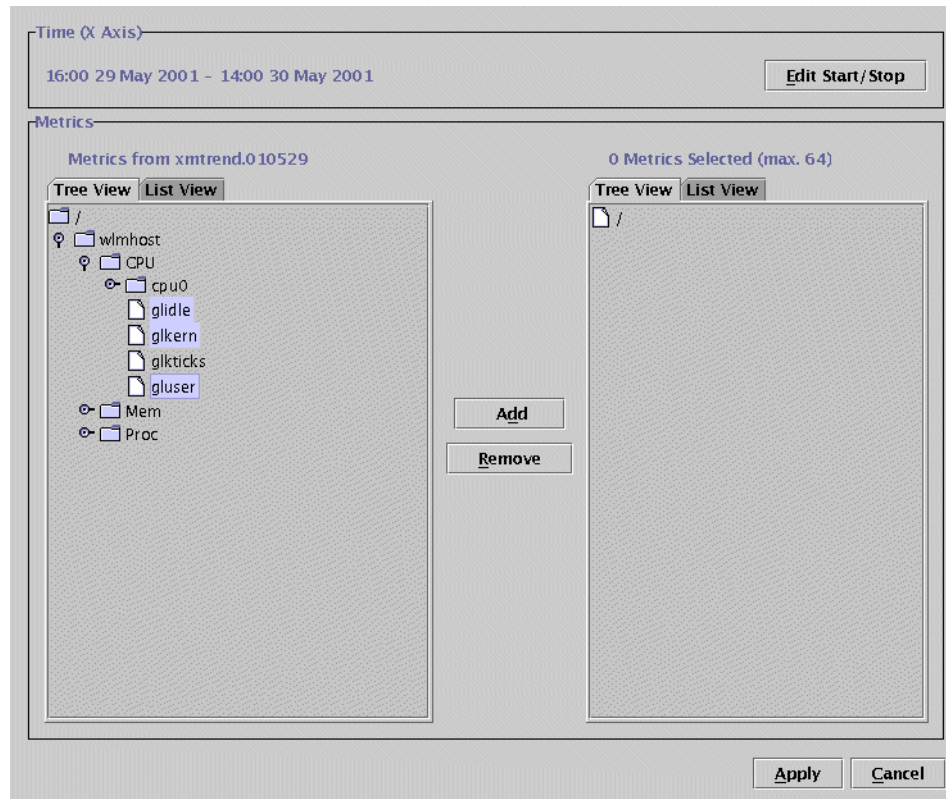 Time (X Axis)
16:00 29 May 2001 - 14:00 30 May 2001
Edit Start/Stop
Metrics
Metrics from xmtrend.010529
0 Metrics Selected (max. 64)
Tree View List View
Tree View List View
/
/
wlmhost
CPU
cpu0
glidle
glkern
glkticks
gluser
Mem
Proc
Add
Remove
Apply
Cancel